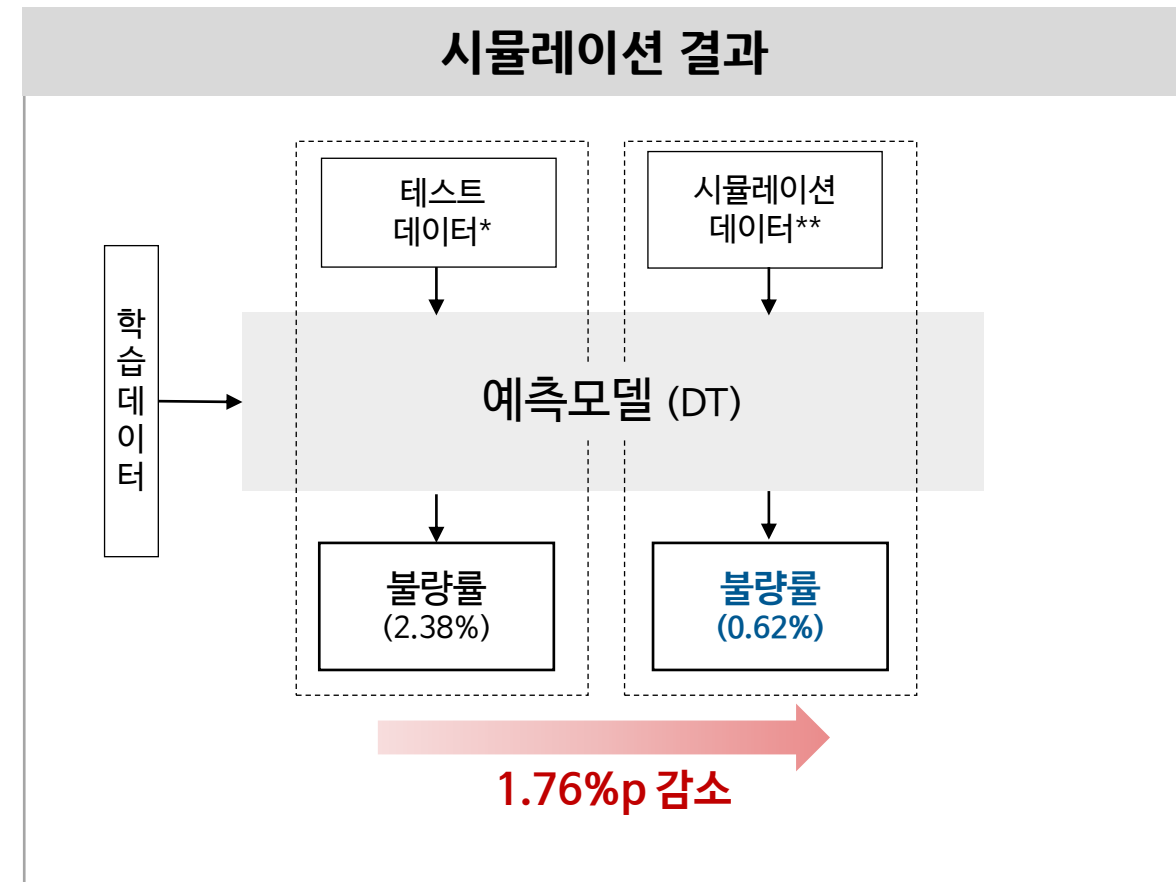 시뮬레이션 결과
테스트
데이터*
시뮬레이션
데이터**
학
습
데
이
터
예측모델 (DT)
불량률
(2.38%)
불량률
(0.62%)
1.76%p 감소